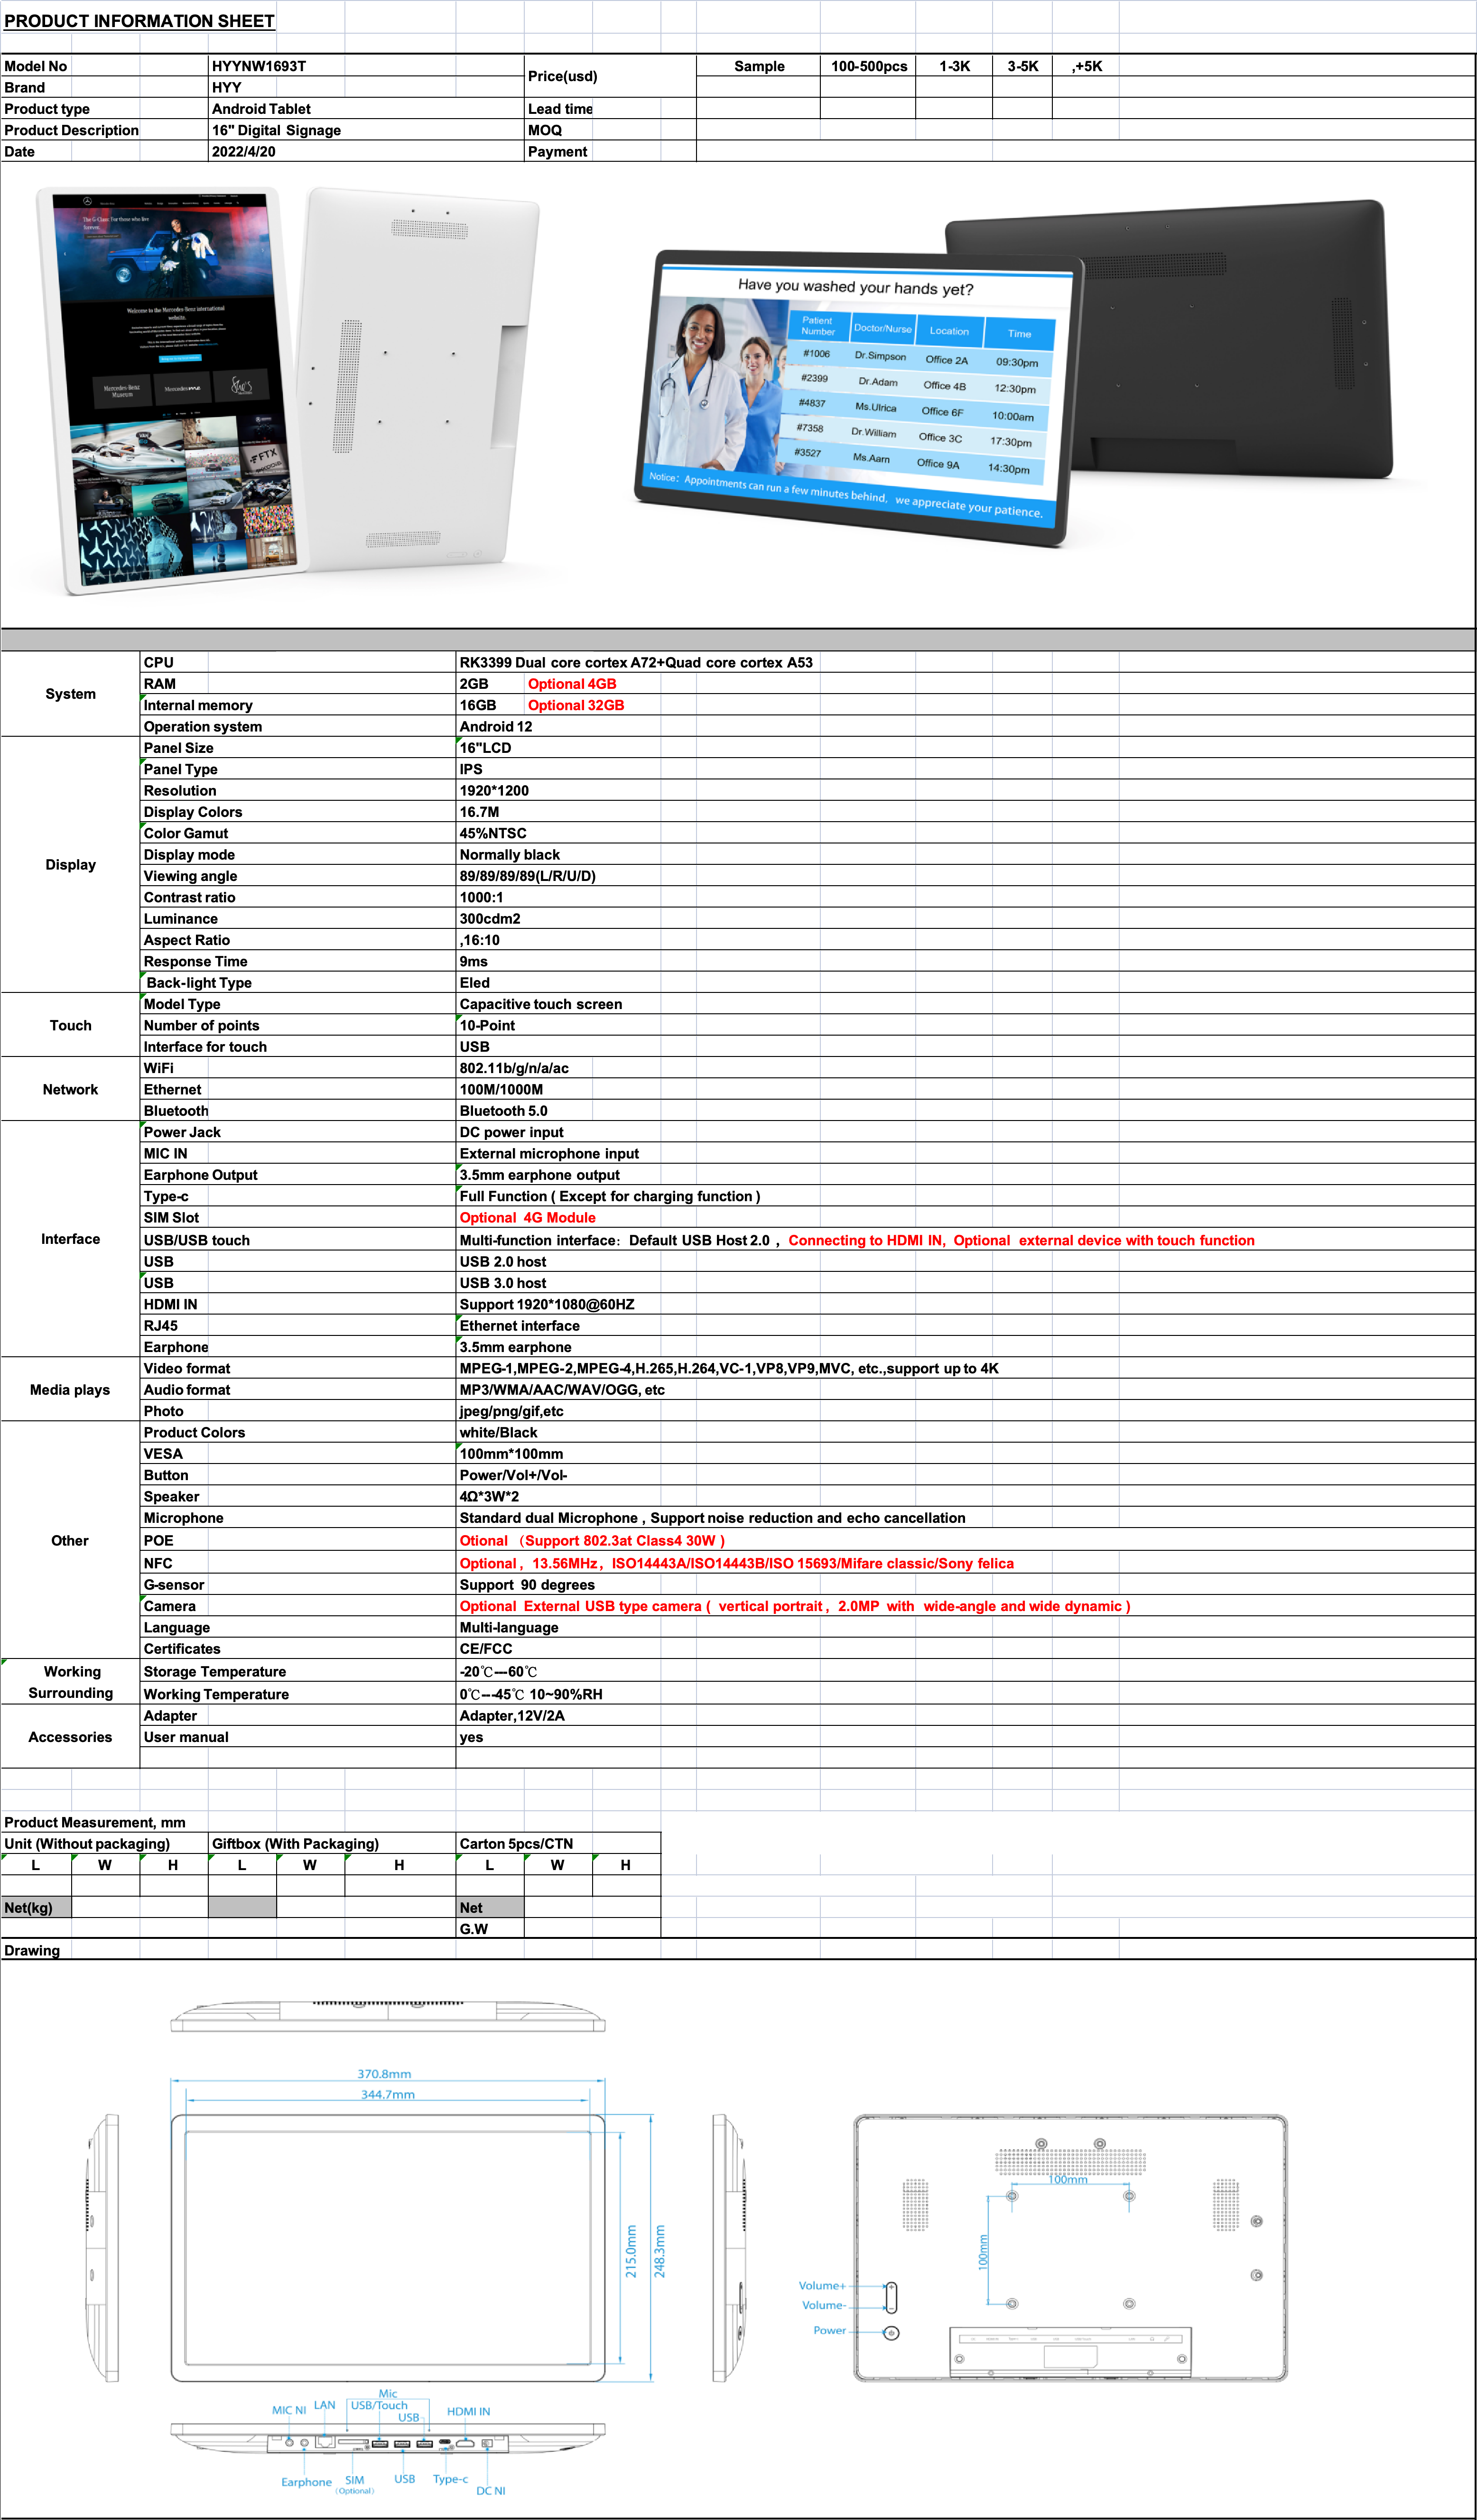 PRODUCT INFORMATION SHEET
Model No HYYNW1693T Price(usd) Sample 100-500pcs 1-3K 3-5K ,+5K
Brand HYY
Product type Android Tablet Lead time
Product Description 16" Digital Signage MOQ
Date 2022/4/20 Payment
The G-Class: For those who live
forever.
Welcome to the Mercedes-Benz international
website.
Mercedes-Benz
Museum
Mercedes me
FTX
Have you washed your hands yet?
Patient Number Doctor/Nurse Location Time
#1006 Dr.Simpson Office 2A 09:30pm
#2399 Dr.Adam Office 4B 12:30pm
#4837 Ms.Ulrica Office 6F 10:00am
#7358 Dr.William Office 3C 17:30pm
#3527 Ms.Aarn Office 9A 14:30pm
Notice: Appointments can run a few minutes behind, we appreciate your patience.
System
CPU RK3399 Dual core cortex A72+Quad core cortex A53
RAM 2GB Optional 4GB
Internal memory 16GB Optional 32GB
Operation system Android 12
Display
Panel Size 16"LCD
Panel Type IPS
Resolution 1920*1200
Display Colors 16.7M
Color Gamut 45%NTSC
Display mode Normally black
Viewing angle 89/89/89/89(L/R/U/D)
Contrast ratio 1000:1
Luminance 300cdm2
Aspect Ratio ,16:10
Response Time 9ms
Back-light Type Eled
Touch
Model Type Capacitive touch screen
Number of points 10-Point
Interface for touch USB
Network
WiFi 802.11b/g/n/a/ac
Ethernet 100M/1000M
Bluetooth Bluetooth 5.0
Interface
Power Jack DC power input
MIC IN External microphone input
Earphone Output 3.5mm earphone output
Type-c Full Function ( Except for charging function )
SIM Slot Optional 4G Module
USB/USB touch Multi-function interface: Default USB Host 2.0 , Connecting to HDMI IN, Optional external device with touch function
USB USB 2.0 host
USB USB 3.0 host
HDMI IN Support 1920*1080@60HZ
RJ45 Ethernet interface
Earphone 3.5mm earphone
Media plays
Video format MPEG-1,MPEG-2,MPEG-4,H.265,H.264,VC-1,VP8,VP9,MVC, etc.,support up to 4K
Audio format MP3/WMA/AAC/WAV/OGG, etc
Photo jpeg/png/gif,etc
Other
Product Colors white/Black
VESA 100mm*100mm
Button Power/Vol+/Vol-
Speaker 4Ω*3W*2
Microphone Standard dual Microphone , Support noise reduction and echo cancellation
POE Otional （Support 802.3at Class4 30W )
NFC Optional , 13.56MHz, ISO14443A/ISO14443B/ISO 15693/Mifare classic/Sony felica
G-sensor Support 90 degrees
Camera Optional External USB type camera ( vertical portrait , 2.0MP with wide-angle and wide dynamic )
Language Multi-language
Certificates CE/FCC
Working Surrounding
Storage Temperature -20℃---60℃
Working Temperature 0℃---45℃ 10~90%RH
Accessories
Adapter Adapter,12V/2A
User manual yes
Product Measurement, mm
Unit (Without packaging) Giftbox (With Packaging) Carton 5pcs/CTN
L W H L W H L W H
Net(kg) Net
G.W
Drawing
370.8mm
344.7mm
215.0mm
248.3mm
100mm
100mm
Volume+
Volume-
Power
Mic
MIC NI LAN USB/Touch HDMI IN
USB
Earphone SIM USB Type-c
(Optional) DC NI